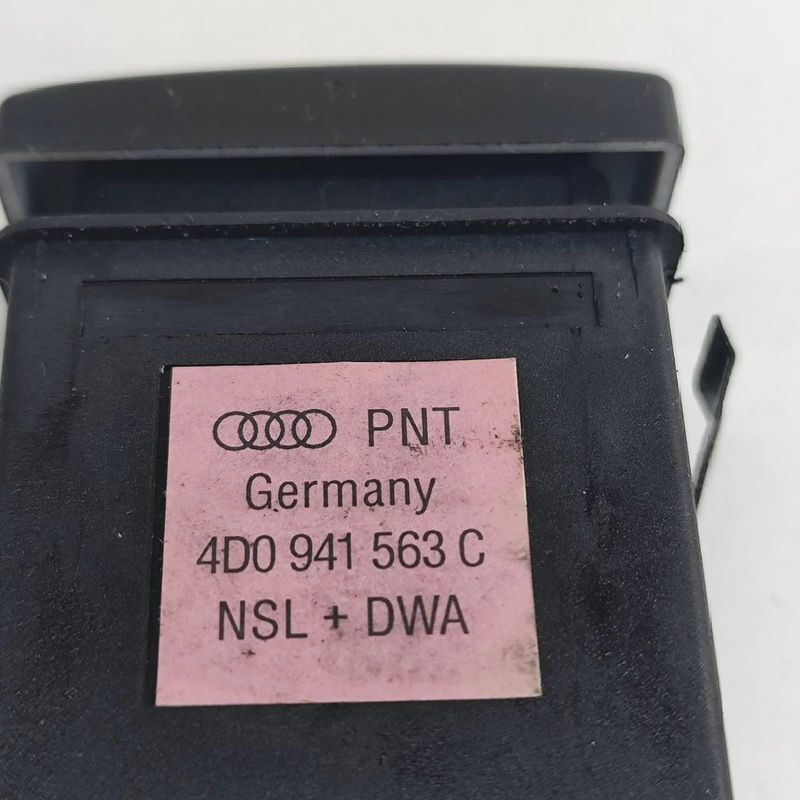 PNT
Germany
4D0 941 563 C
NSL + DWA